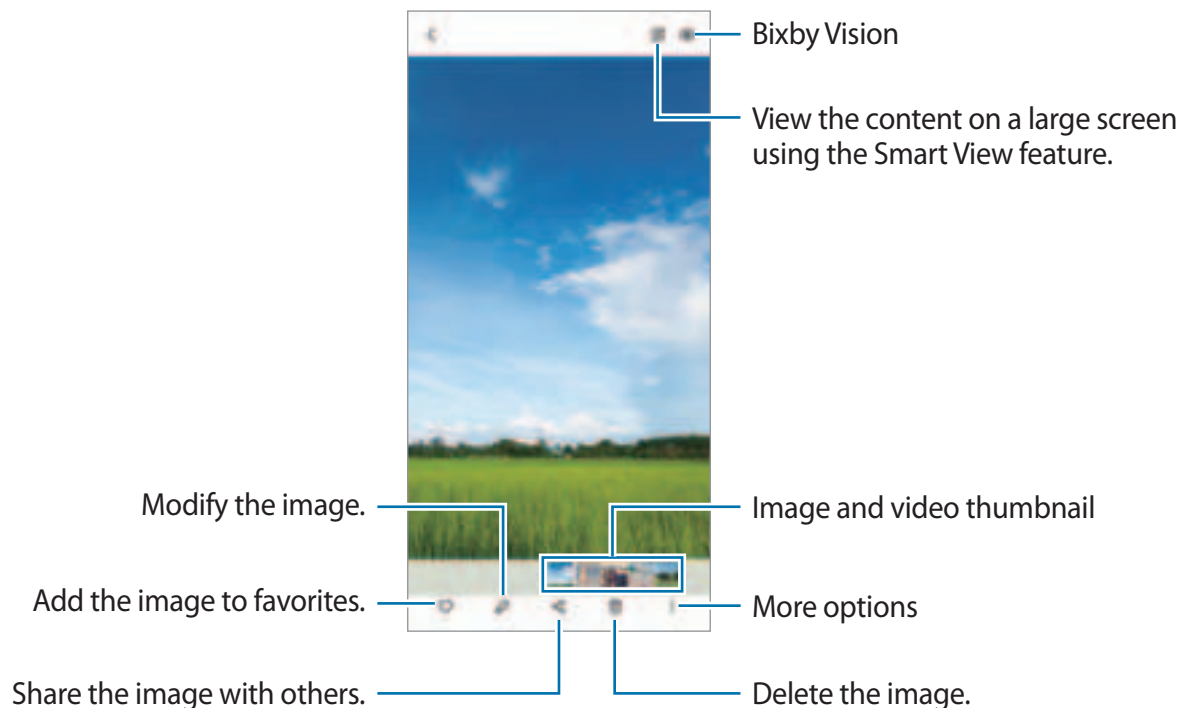 Bixby Vision
View the content on a large screen
using the Smart View feature.
Modify the image.
Image and video thumbnail
Add the image to favorites.
More options
Share the image with others.
Delete the image.